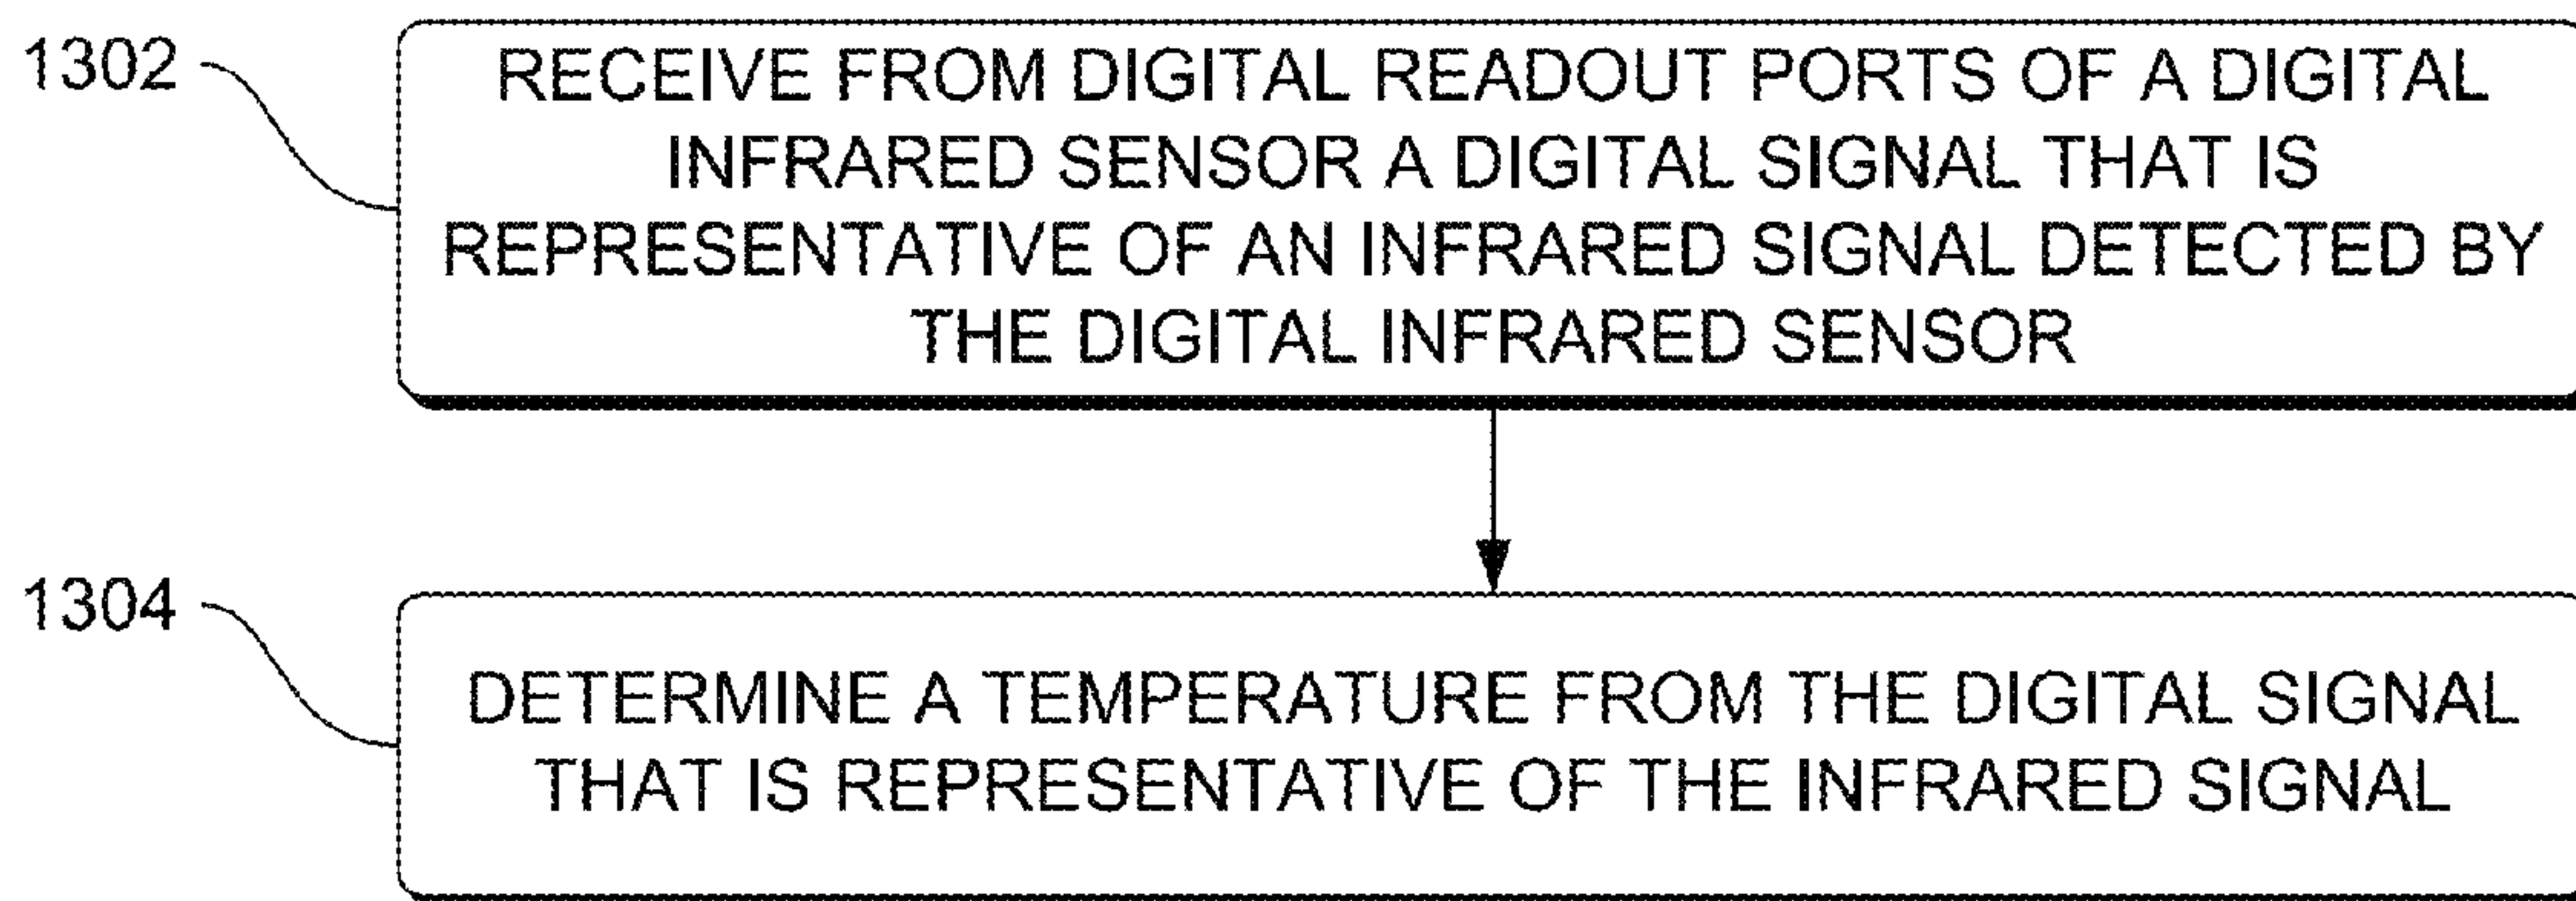 1302
RECEIVE FROM DIGITAL READOUT PORTS OF A DIGITAL
INFRARED SENSOR A DIGITAL SIGNAL THAT IS
REPRESENTATIVE OF AN INFRARED SIGNAL DETECTED BY
THE DIGITAL INFRARED SENSOR
1304
DETERMINE A TEMPERATURE FROM THE DIGITAL SIGNAL
THAT IS REPRESENTATIVE OF THE INFRARED SIGNAL